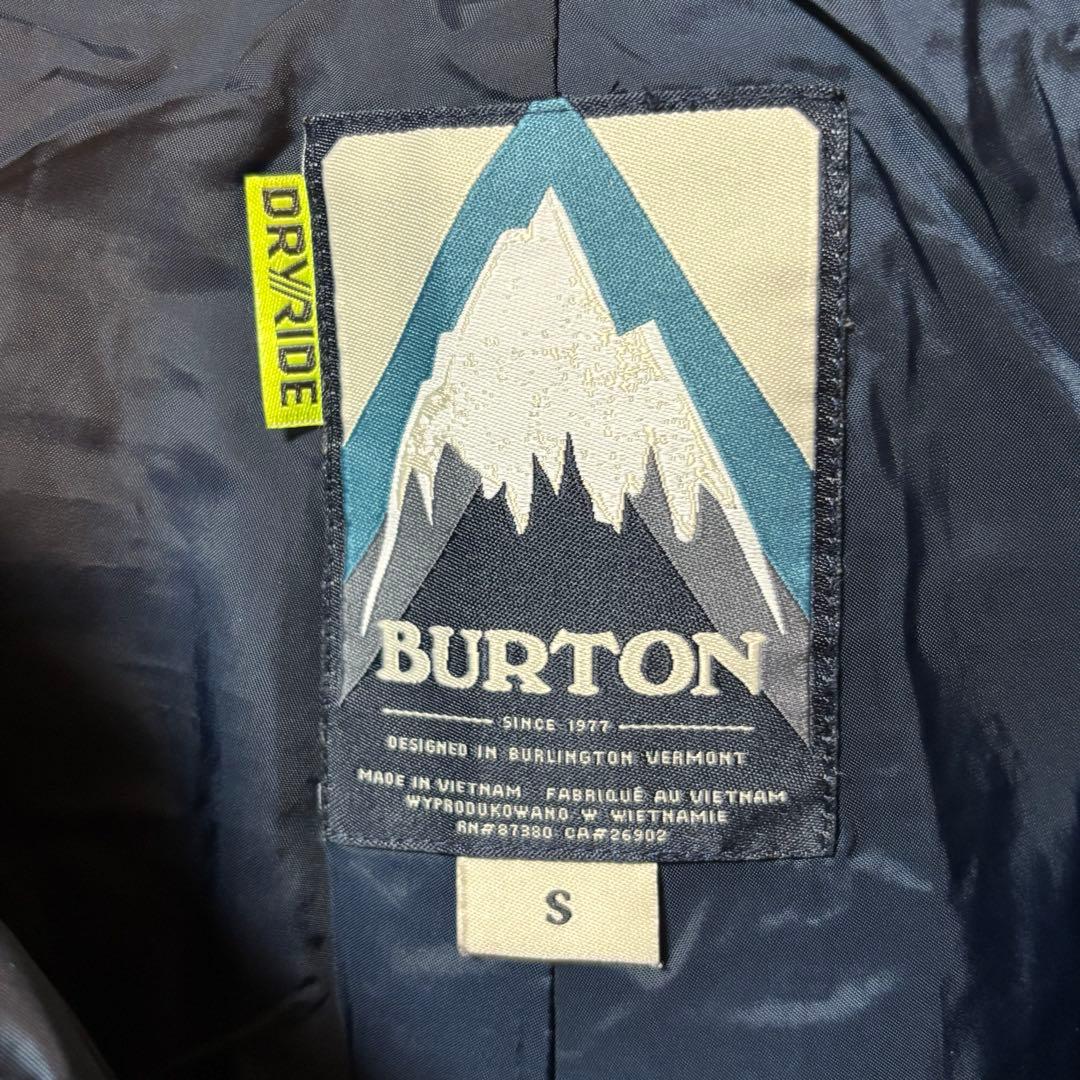 DRY//RIDE
BURTON
SINCE 1977
DESIGNED IN BURLINGTON VERMONT
MADE IN VIETNAM FABRIQUÉ AU VIETNAM
WYPRODUKOWANO W WIETNAMIE
RN#87380 CA#26902
S